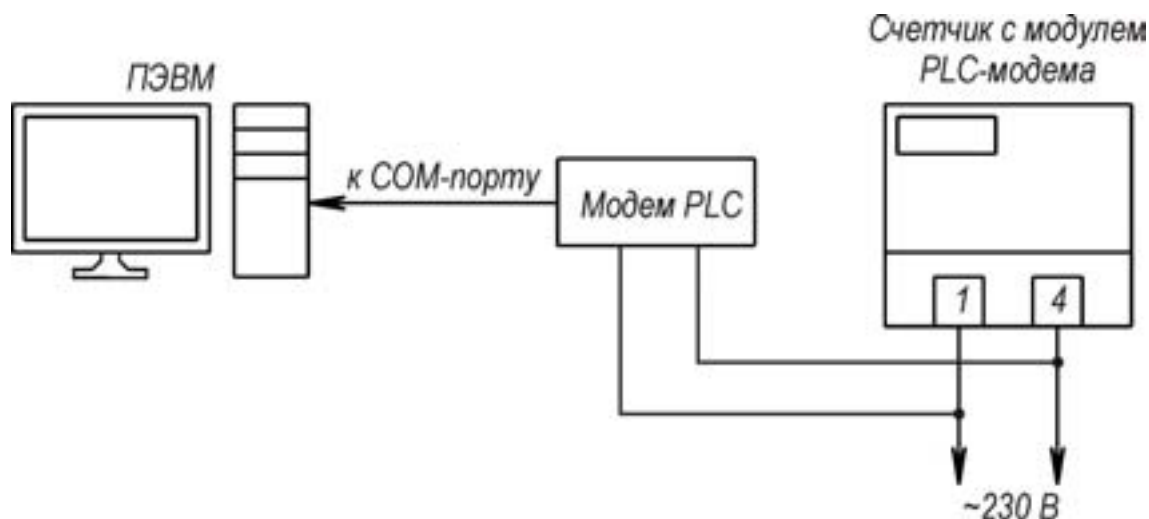 Счетчик с модулем
PLC-модема
ПЭВМ
к COM-порту
Модем PLC
1
4
~230 В